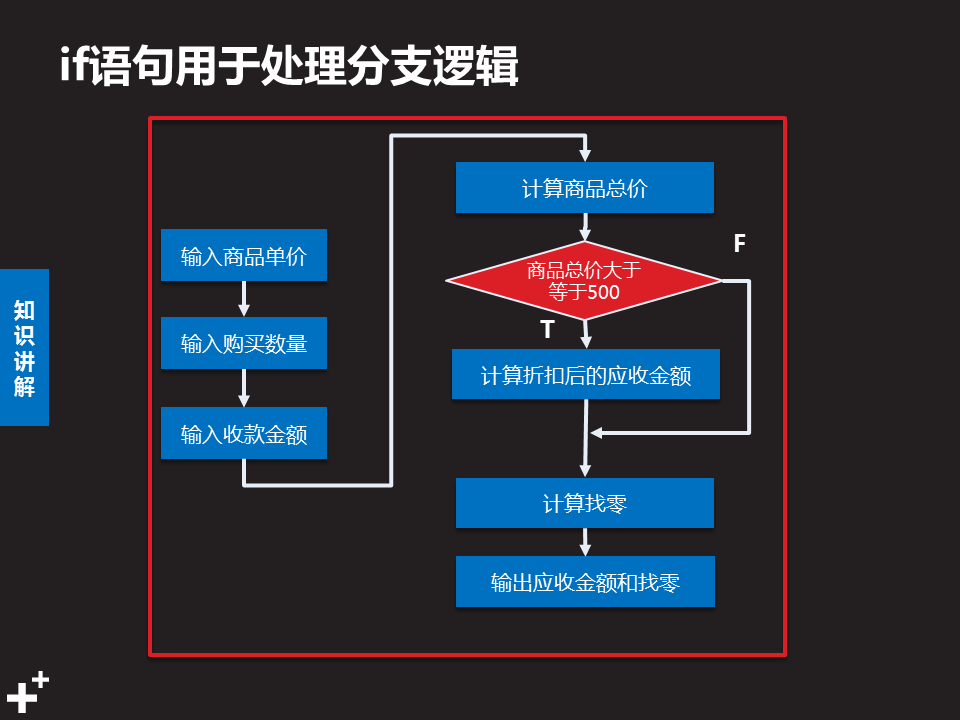 if语句用于处理分支逻辑
知识讲解
输入商品单价
输入购买数量
输入收款金额
计算商品总价
商品总价大于
等于500
F
T
计算折扣后的应收金额
计算找零
输出应收金额和找零